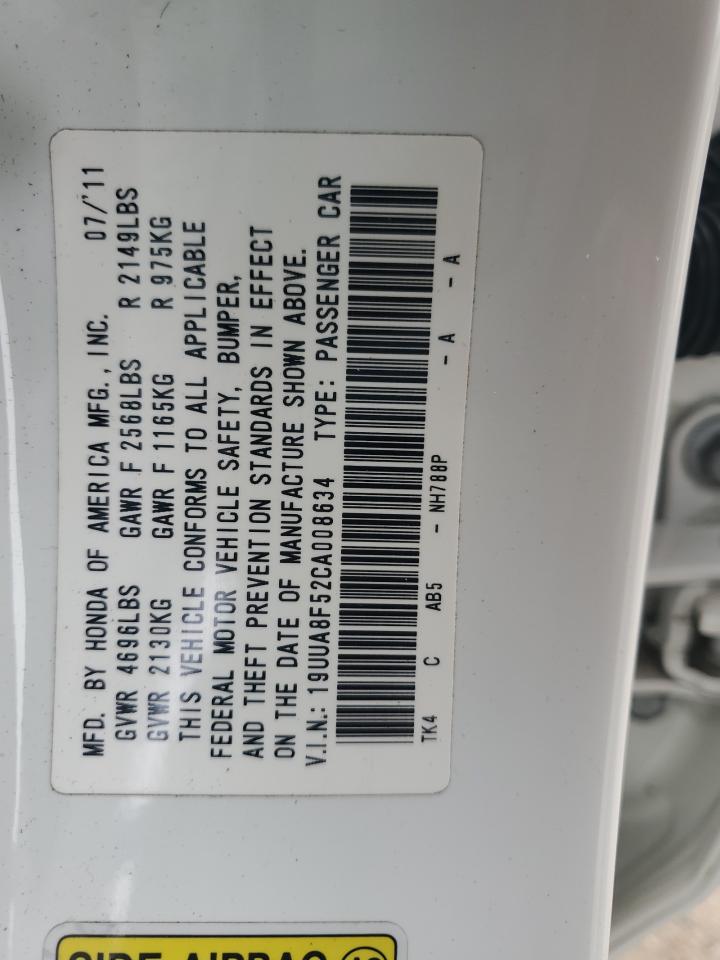 MFD. BY HONDA OF AMERICA MFG., INC. 07/'11
GVWR 4696LBS GAWR F 2568LBS R 2149LBS
GVWR 2130KG GAWR F 1165KG R 975KG
THIS VEHICLE CONFORMS TO ALL APPLICABLE
FEDERAL MOTOR VEHICLE SAFETY, BUMPER,
AND THEFT PREVENTION STANDARDS IN EFFECT
ON THE DATE OF MANUFACTURE SHOWN ABOVE.
V.I.N.: 19UUA8F52CA008634 TYPE: PASSENGER CAR
TK4 C AB5 - NH788P - A - A
SIDE AIRBAG